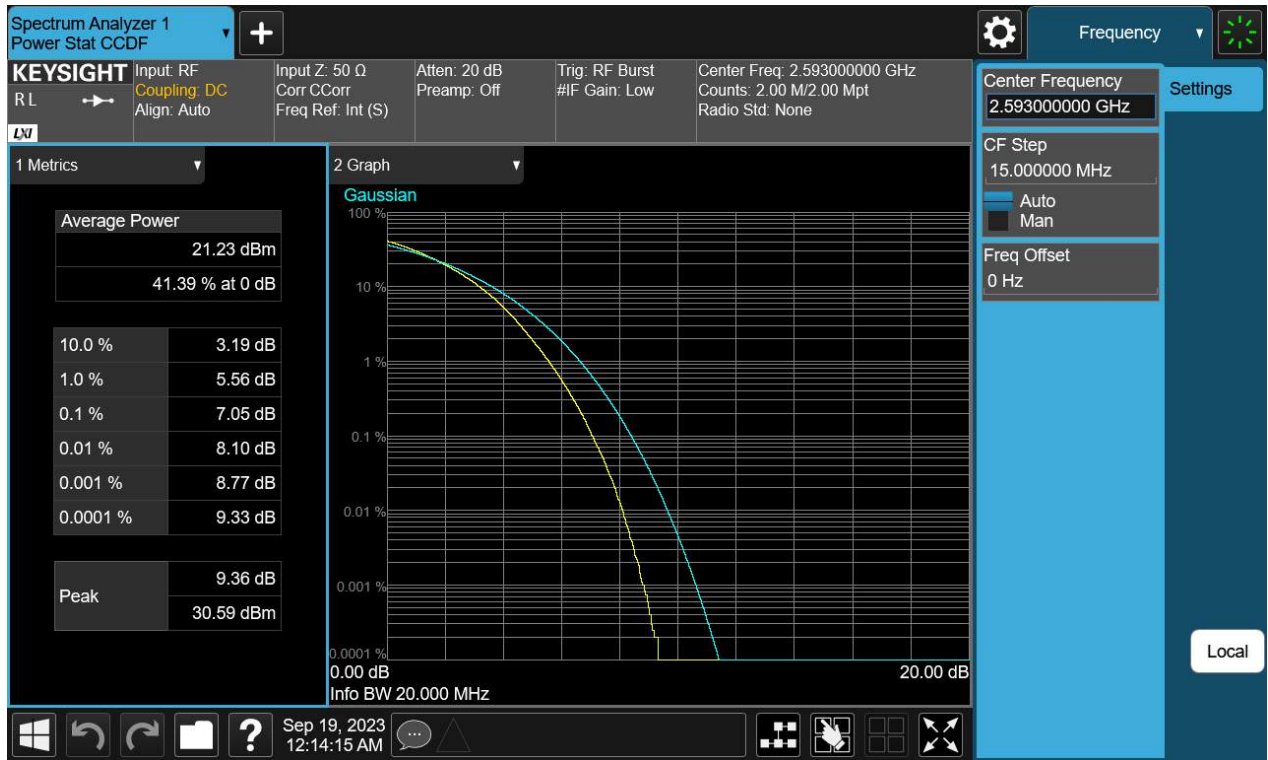 Spectrum Analyzer 1
Power Stat CCDF
+
Frequency
KEYSIGHT
RL
LXI
Input: RF
Coupling: DC
Align: Auto
Input Z: 50 Ω
Corr CCorr
Freq Ref: Int (S)
Atten: 20 dB
Preamp: Off
Trig: RF Burst
#IF Gain: Low
Center Freq: 2.593000000 GHz
Counts: 2.00 M/2.00 Mpt
Radio Std: None
Center Frequency
2.593000000 GHz
Settings
CF Step
15.000000 MHz
Auto
Man
Freq Offset
0 Hz
1 Metrics
Average Power
21.23 dBm
41.39 % at 0 dB
10.0 % 3.19 dB
1.0 % 5.56 dB
0.1 % 7.05 dB
0.01 % 8.10 dB
0.001 % 8.77 dB
0.0001 % 9.33 dB
Peak
9.36 dB
30.59 dBm
2 Graph
Gaussian
100 %
10 %
1 %
0.1 %
0.01 %
0.001 %
0.0001 %
0.00 dB 20.00 dB
Info BW 20.000 MHz
Local
?
Sep 19, 2023
12:14:15 AM